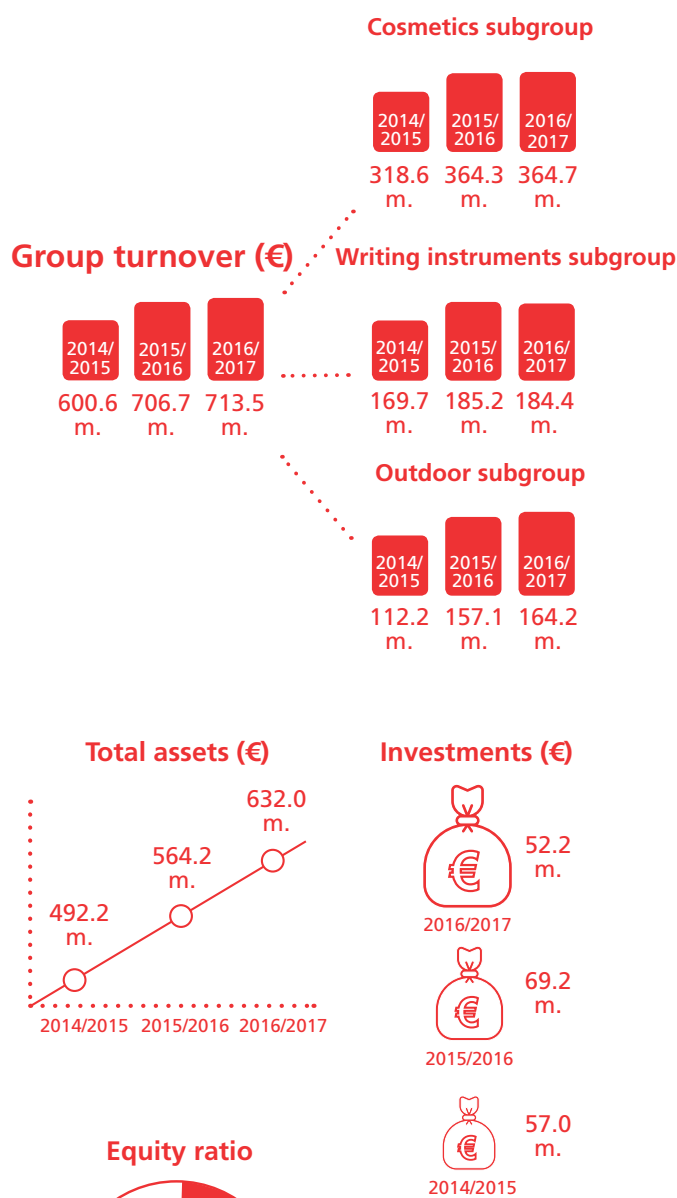 Cosmetics subgroup
2014/ 2015/ 2016/
2015 2016 2017
318.6 364.3 364.7
m. m. m.
Group turnover (€)
2014/ 2015/ 2016/
2015 2016 2017
600.6 706.7 713.5
m. m. m.
Writing instruments subgroup
2014/ 2015/ 2016/
2015 2016 2017
169.7 185.2 184.4
m. m. m.
Outdoor subgroup
2014/ 2015/ 2016/
2015 2016 2017
112.2 157.1 164.2
m. m. m.
Total assets (€)
632.0
m.
564.2
m.
492.2
m.
2014/2015 2015/2016 2016/2017
Investments (€)
€
52.2
m.
2016/2017
€
69.2
m.
2015/2016
€
57.0
m.
2014/2015
Equity ratio